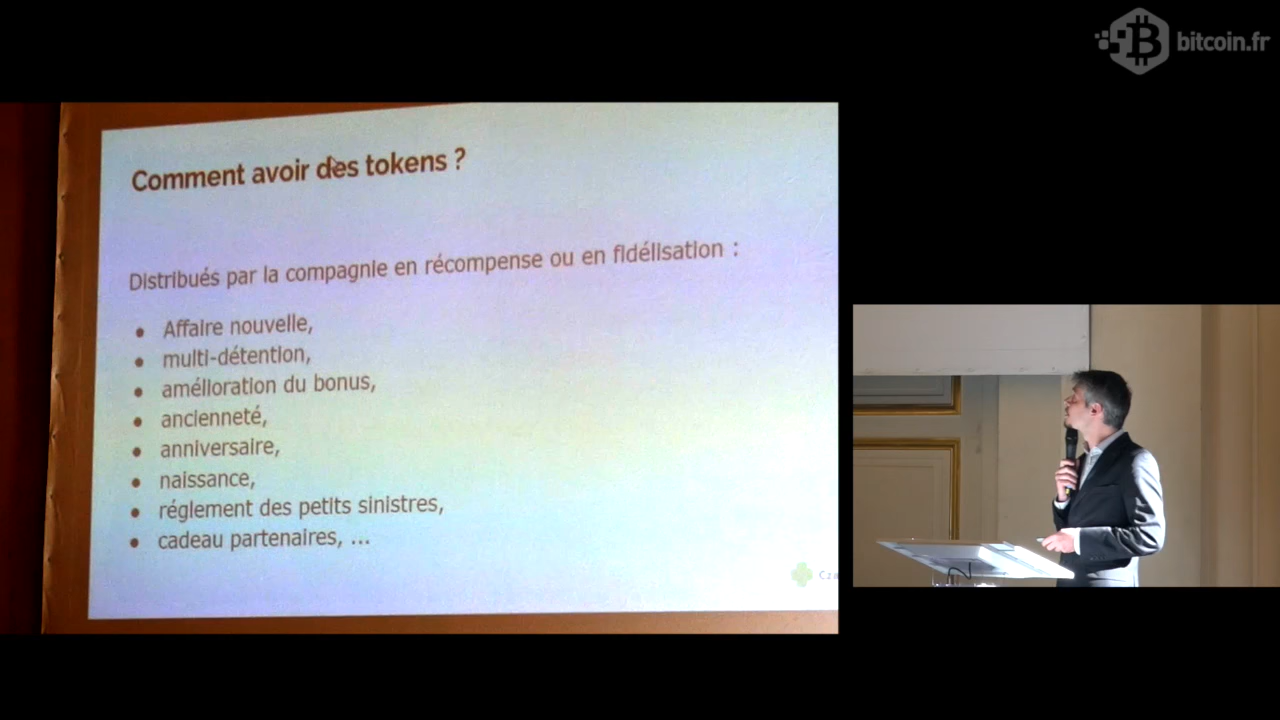 bitcoin.fr
Comment avoir des tokens ?
Distribués par la compagnie en récompense ou en fidélisation :
• Affaire nouvelle,
• multi-détention,
• amélioration du bonus,
• ancienneté,
• anniversaire,
• naissance,
• réglement des petits sinistres,
• cadeau partenaires, ...
Cza